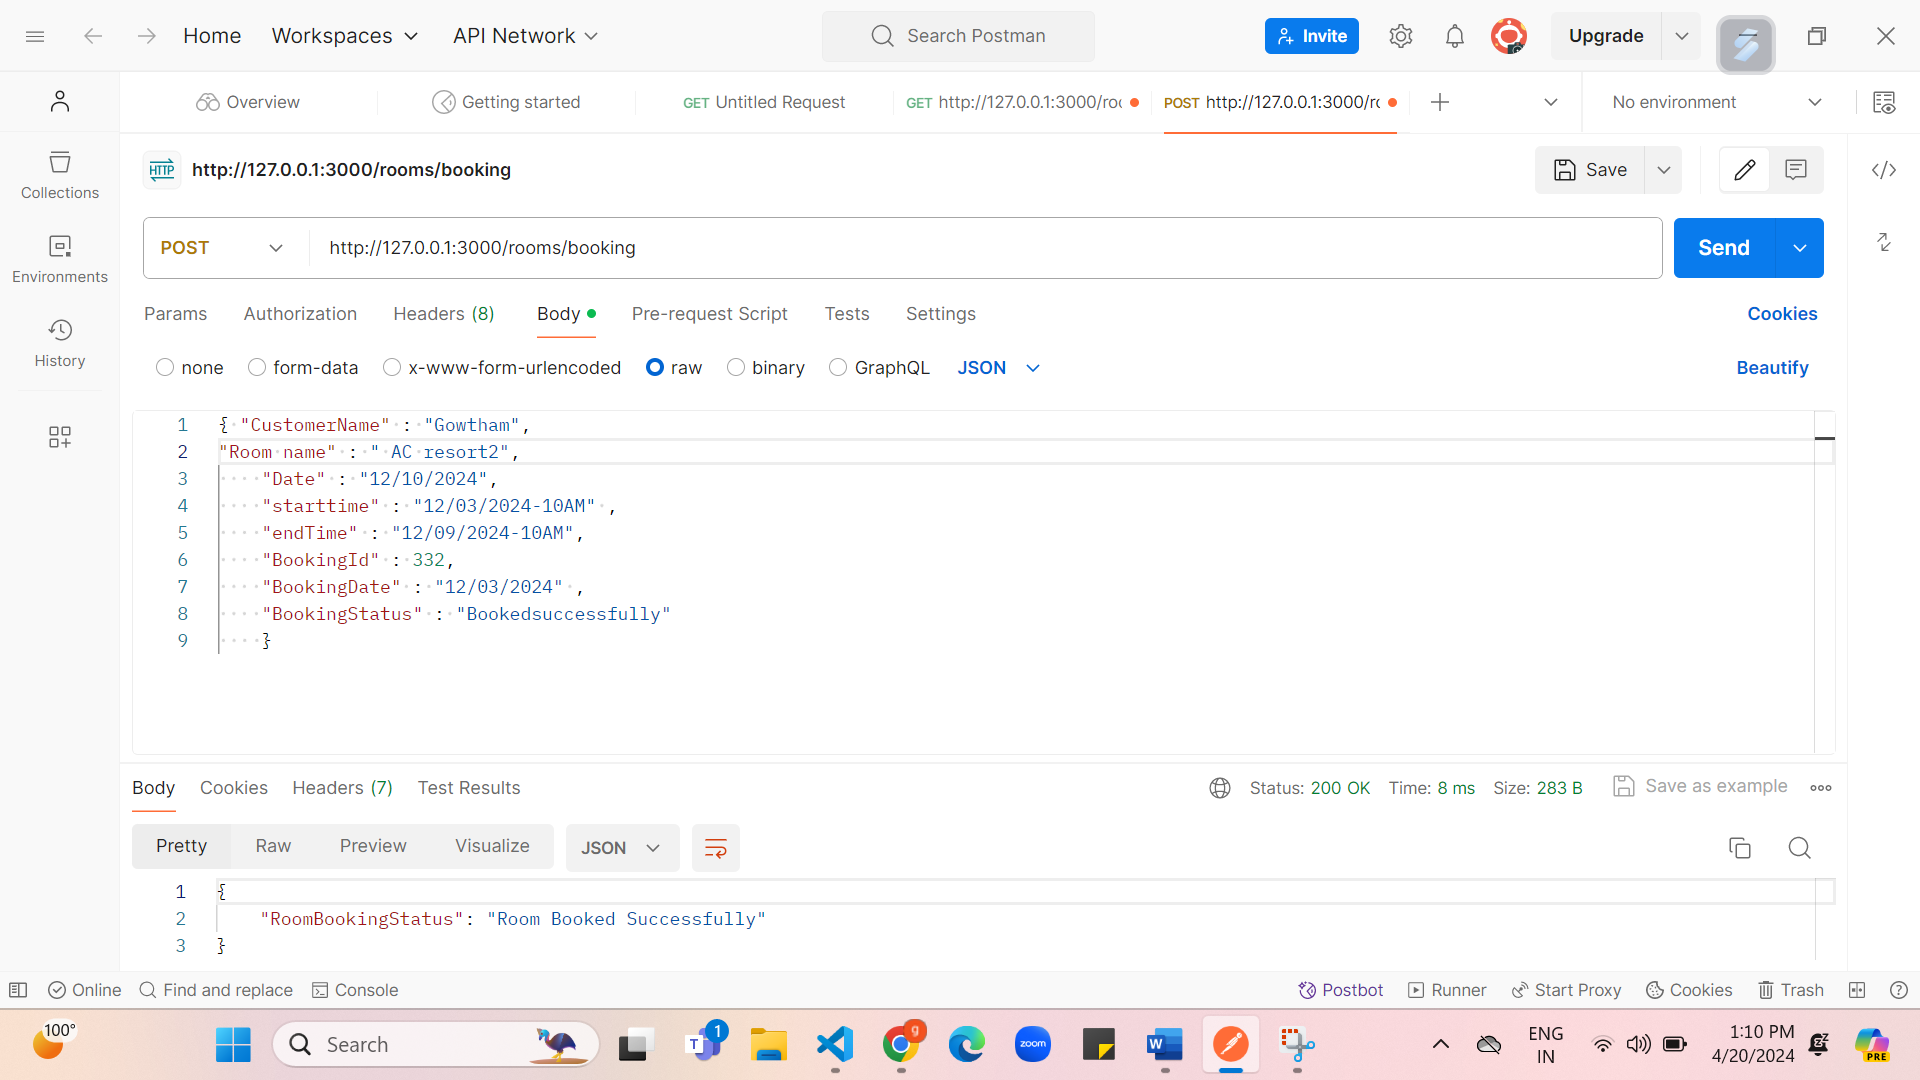 Home Workspaces API Network Search Postman Invite Upgrade
Overview Getting started GET Untitled Request GET http://127.0.0.1:3000/roo POST http://127.0.0.1:3000/ro No environment
HTTP http://127.0.0.1:3000/rooms/booking Save
Collections
POST http://127.0.0.1:3000/rooms/booking Send
Environments
Params Authorization Headers (8) Body Pre-request Script Tests Settings Cookies
History
none form-data x-www-form-urlencoded raw binary GraphQL JSON Beautify
1 { "CustomerName" : "Gowtham",
2 "Room name" : " AC resort2",
3 "Date" : "12/10/2024",
4 "starttime" : "12/03/2024-10AM" ,
5 "endTime" : "12/09/2024-10AM",
6 "BookingId" : 332,
7 "BookingDate" : "12/03/2024" ,
8 "BookingStatus" : "Bookedsuccessfully"
9 }
Body Cookies Headers (7) Test Results Status: 200 OK Time: 8 ms Size: 283 B Save as example
Pretty Raw Preview Visualize JSON
1 {
2 "RoomBookingStatus": "Room Booked Successfully"
3 }
Online Find and replace Console Postbot Runner Start Proxy Cookies Trash
100° Search T 1 g zoom W ENG 1:10 PM
IN 4/20/2024 PRE